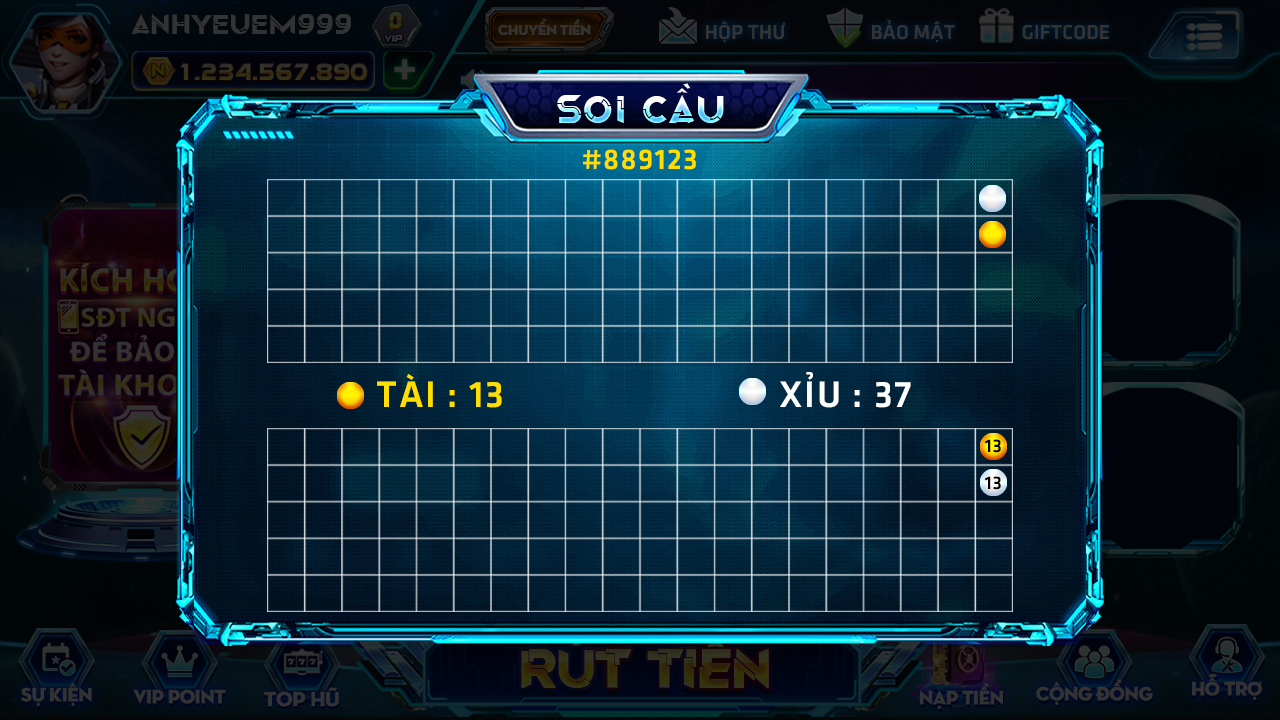 ANHYEUEM999
VIP
1.234.567.890
CHUYỂN TIỀN
HỘP THƯ
BẢO MẬT
GIFTCODE
SOI CẦU
#889123
KÍCH HO
SĐT NG
ĐỂ BẢO
TÀI KHO
TÀI : 13
XỈU : 37
13
13
SỰ KIỆN
VIP POINT
777
TOP HŨ
RUT TIEN
NẠP TIỀN
CỘNG ĐỒNG
HỖ TRỢ